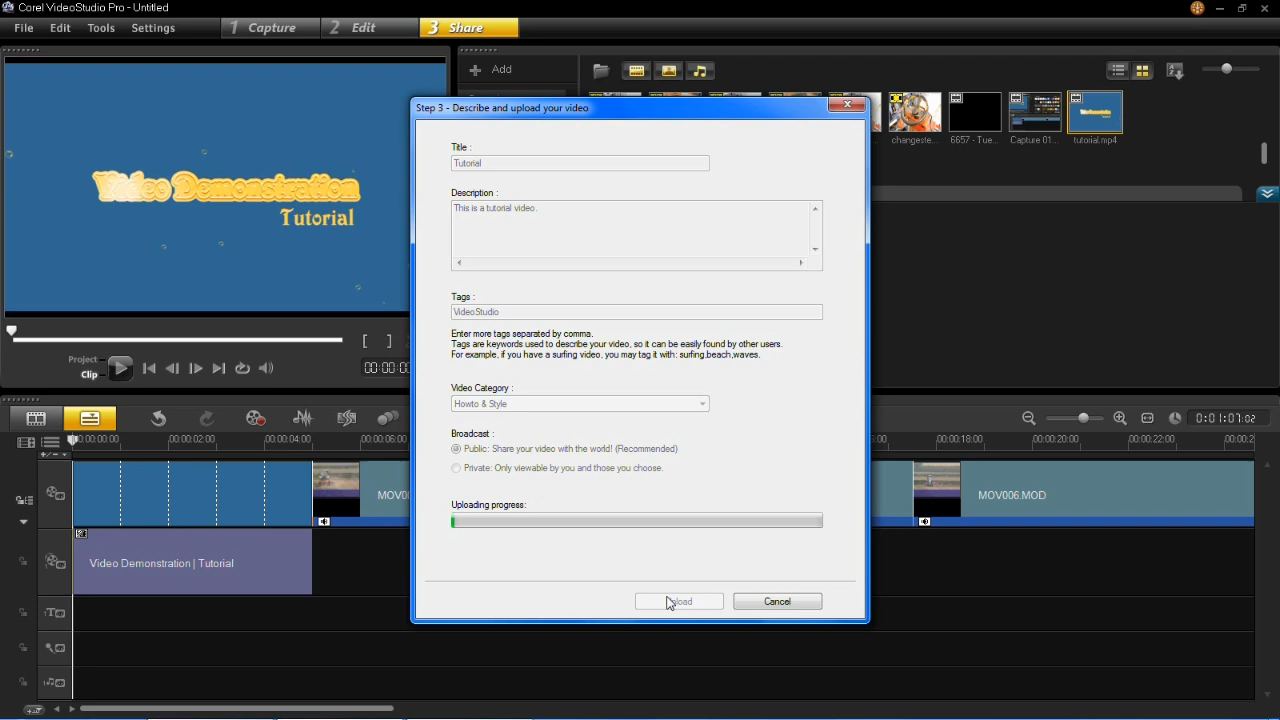 Corel VideoStudio Pro - Untitled
File Edit Tools Settings
1 Capture 2 Edit 3 Share
Add
Video Demonstration
Tutorial
changeste...
6657 - Tue...
Capture 01...
tutorial.mp4
Step 3 - Describe and upload your video
Title :
Tutorial
Description :
This is a tutorial video.
Tags :
VideoStudio
Enter more tags separated by comma.
Tags are keywords used to describe your video, so it can be easily found by other users.
For example, if you have a surfing video, you may tag it with: surfing,beach,waves.
Video Category :
Howto & Style
Broadcast :
Public: Share your video with the world! (Recommended)
Private: Only viewable by you and those you choose.
Uploading progress:
Cancel
Project
Clip
00:00:0
0:01:07:02
00:00:00:00 00:00:02:00 00:00:04:00 00:00:06:00 00:00:18:00 00:00:20:00 00:00:22:00
MOV006.MOD
Video Demonstration | Tutorial